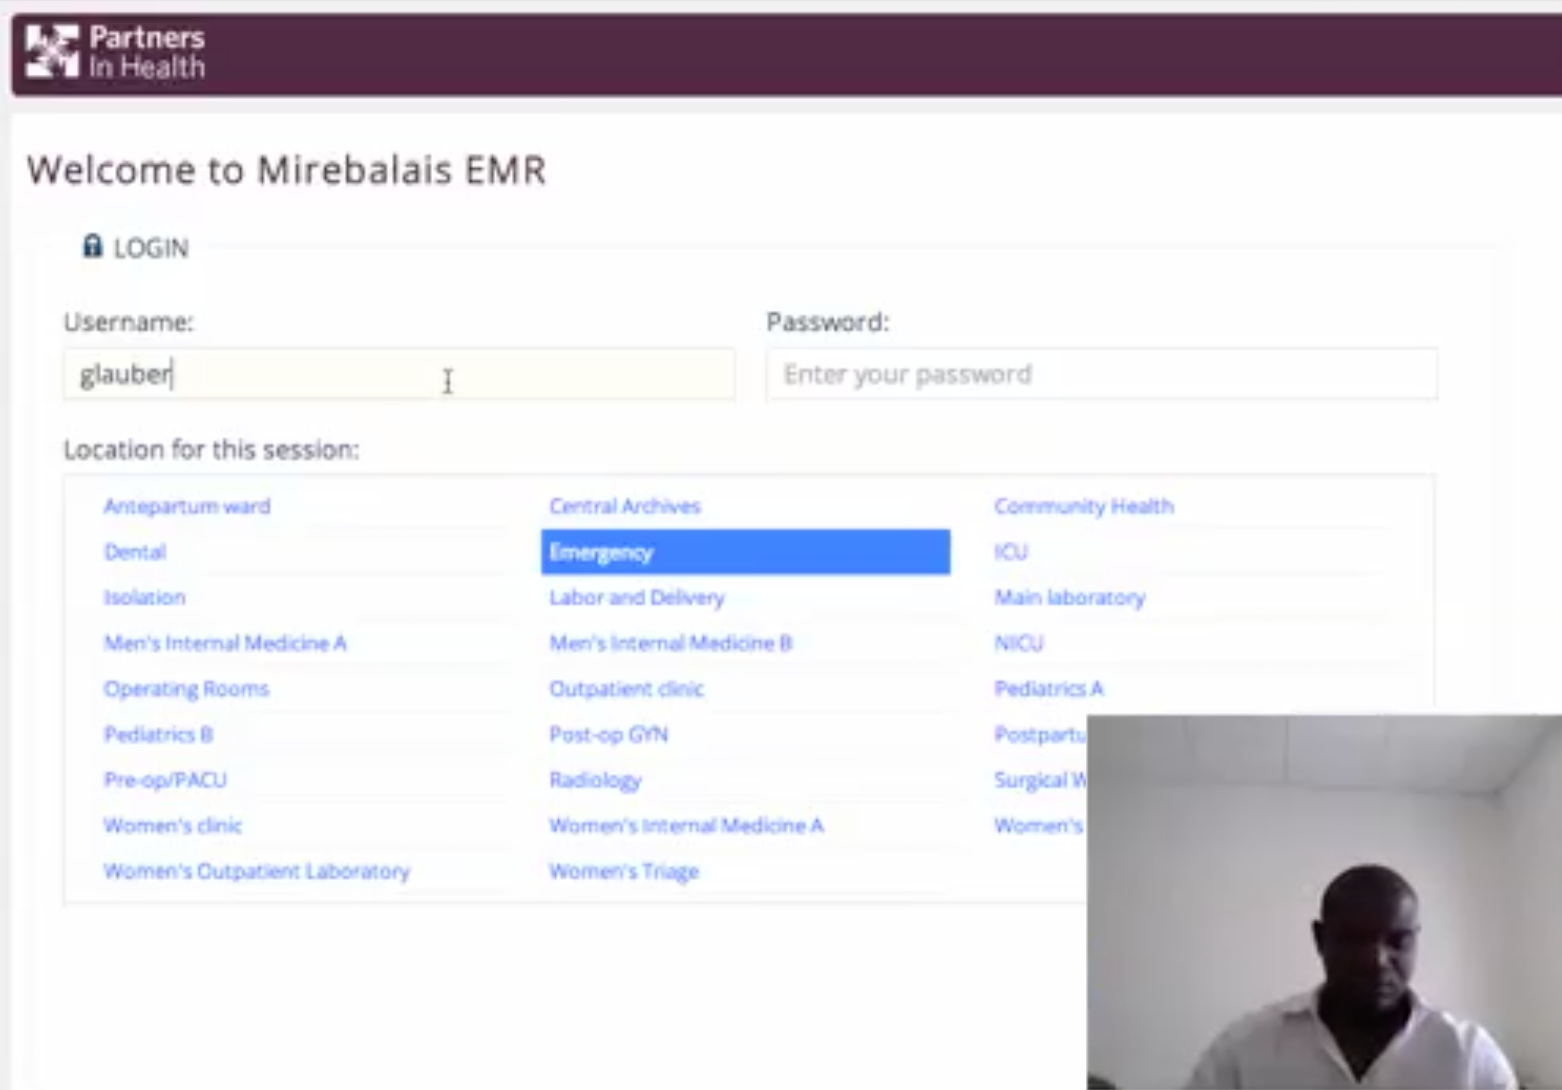 Partners
In Health
Welcome to Mirebalais EMR
LOGIN
Username:
Password:
glauber
Enter your password
Location for this session:
Antepartum ward
Central Archives
Community Health
Dental
Emergency
ICU
Isolation
Labor and Delivery
Main laboratory
Men's Internal Medicine A
Men's Internal Medicine B
NICU
Operating Rooms
Outpatient clinic
Pediatrics A
Pediatrics B
Post-op GYN
Postpartu
Pre-op/PACU
Radiology
Surgical W
Women's clinic
Women's Internal Medicine A
Women's
Women's Outpatient Laboratory
Women's Triage